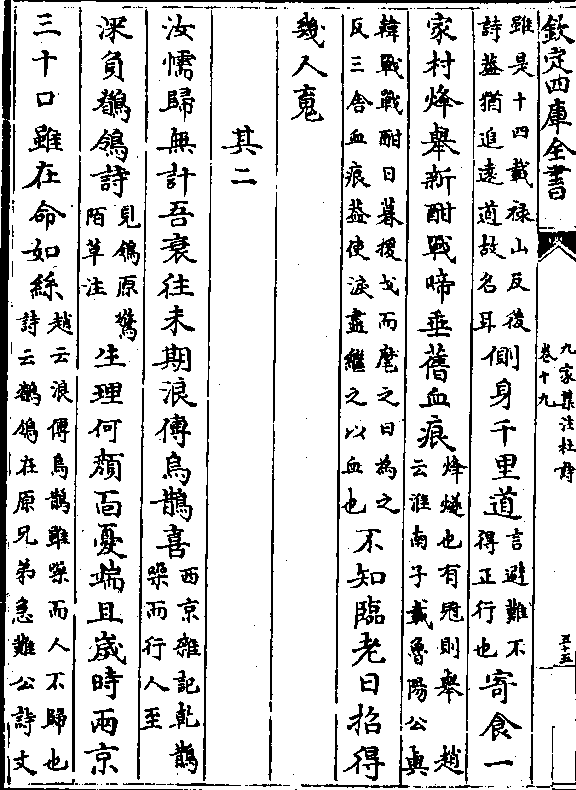 欽定四庫全書
九家集注杜詩
卷十九
五十五
雖是十四載禄山反後
詩蓋猶追遠道故名耳
側身千里道
言避難不
得正行也
寄食一
家村烽舉新酣戰啼垂舊血痕
烽燧也有冦則舉 趙
云淮南子載魯陽公與
韓戰戰酣日暮援戈而麾之日為之
反三舍血痕葢使淚盡繼之以血也
不知臨老日招得
幾人䰟
其二
汝懦歸無計吾衰往未期浪傳烏鵲喜
西京雜記乾鵲
噪而行人至
深負鶺鴒詩
見鴒原驚
陌草注
生理何顔面憂端且歲時兩京
三十口雖在命如絲
趙云浪傳烏鵲雖噪而人不歸也
詩云鶺鴒在原兄弟急難公詩丈